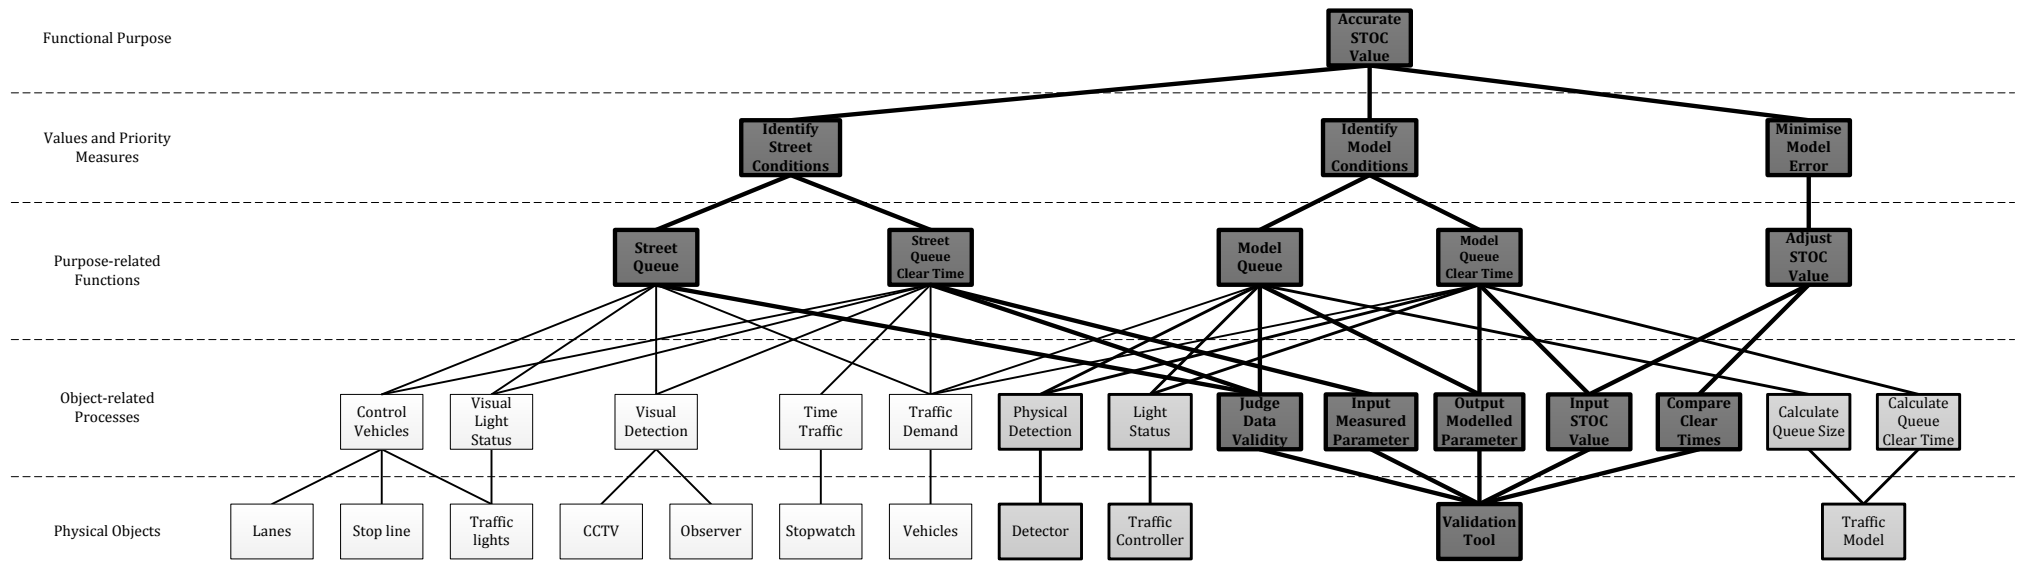 Functional Purpose
Accurate
STOC
Value
Values and Priority
Measures
Identify
Street
Conditions
Identify
Model
Conditions
Minimise
Model
Error
Purpose-related
Functions
Street
Queue
Street
Queue
Clear Time
Model
Queue
Model
Queue
Clear Time
Adjust
STOC
Value
Object-related
Processes
Control
Vehicles
Visual
Light
Status
Visual
Detection
Time
Traffic
Traffic
Demand
Physical
Detection
Light
Status
Judge
Data
Validity
Input
Measured
Parameter
Output
Modelled
Parameter
Input
STOC
Value
Compare
Clear
Times
Calculate
Queue Size
Calculate
Queue
Clear Time
Physical Objects
Lanes
Stop line
Traffic
lights
CCTV
Observer
Stopwatch
Vehicles
Detector
Traffic
Controller
Validation
Tool
Traffic
Model